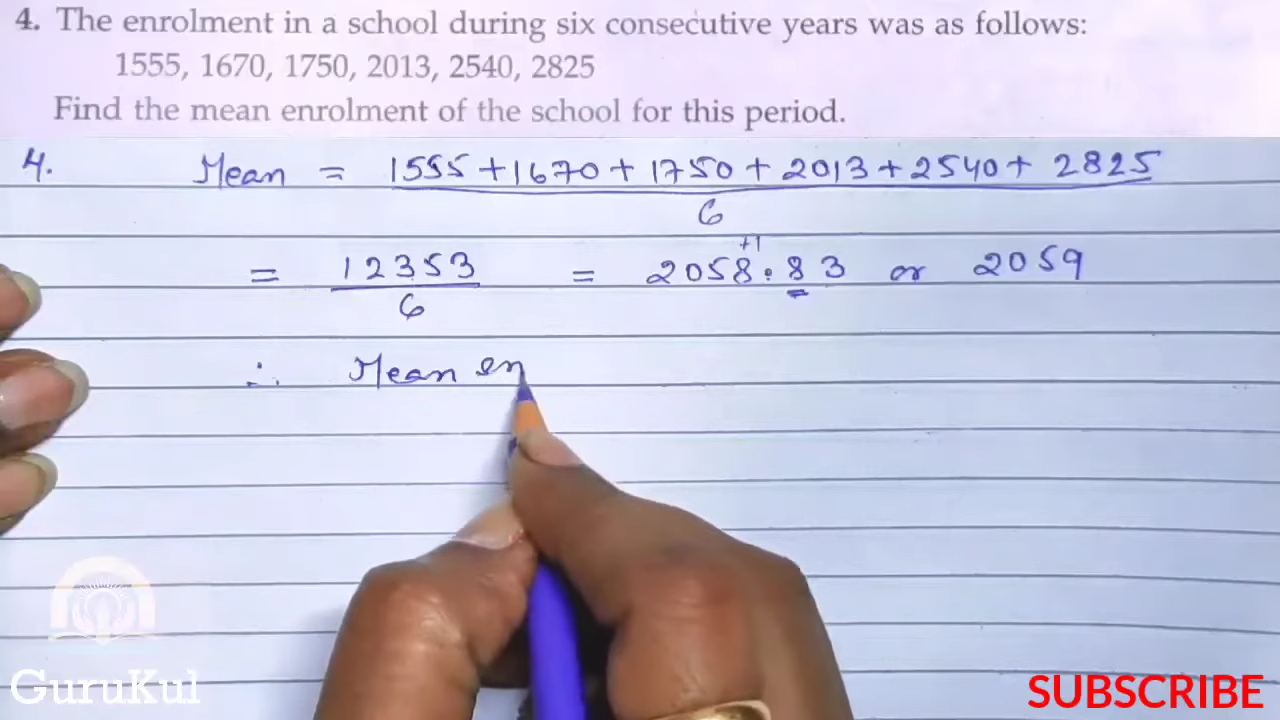 4. The enrolment in a school during six consecutive years was as follows:
1555, 1670, 1750, 2013, 2540, 2825
Find the mean enrolment of the school for this period.
4. Mean = 1555 + 1670 + 1750 + 2013 + 2540 + 2825
6
+1
= 12353 = 2058.83 or 2059
6
∴ Mean en
GuruKul
SUBSCRIBE